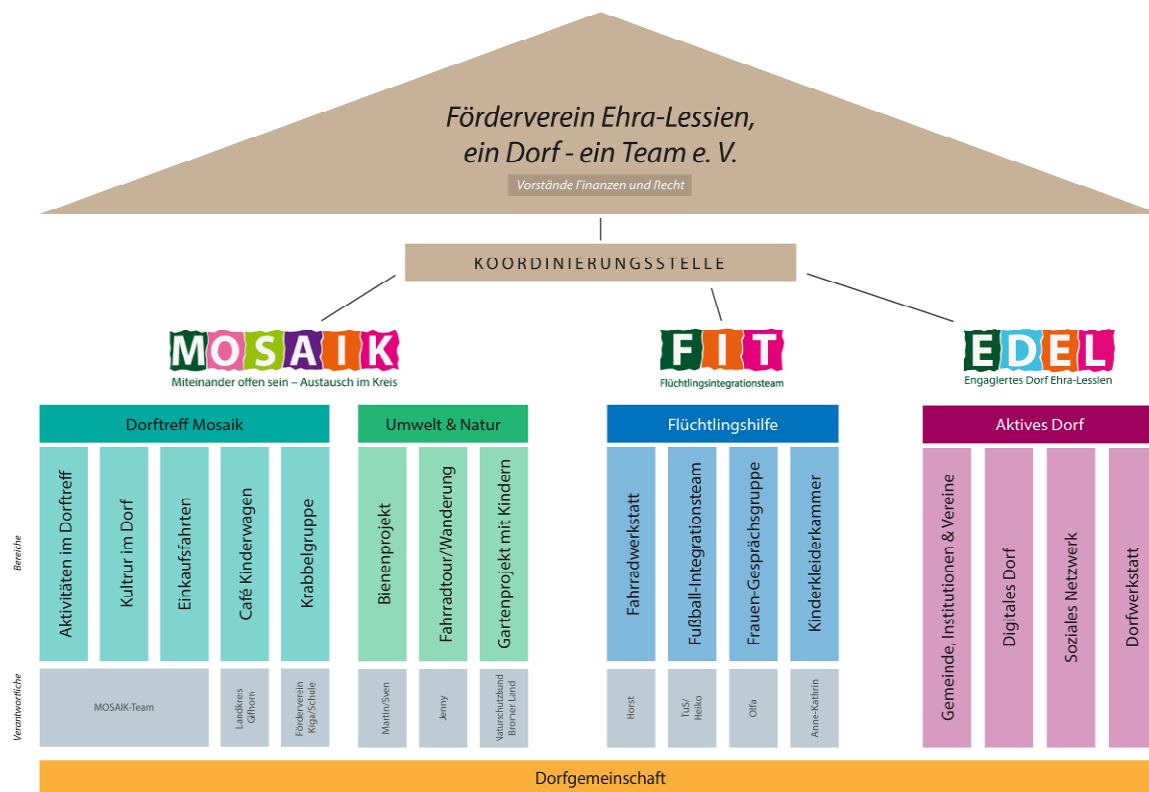 Förderverein Ehra-Lessien,
ein Dorf - ein Team e. V.
Vorstände Finanzen und Recht
KOORDINIERUNGSSTELLE
MOSAIK
Miteinander offen sein – Austausch im Kreis
FIT
Flüchtlingsintegrationsteam
EDEL
Engagiertes Dorf Ehra-Lessien
Dorftreff Mosaik
Umwelt & Natur
Flüchtlingshilfe
Aktives Dorf
Bereiche
Aktivitäten im Dorftreff
Kultrur im Dorf
Einkaufsfahrten
Café Kinderwagen
Krabbelgruppe
Bienenprojekt
Fahrradtour/Wanderung
Gartenprojekt mit Kindern
Fahrradwerkstatt
Fußball-Integrationsteam
Frauen-Gesprächsgruppe
Kinderkleiderkammer
Gemeinde, Institutionen & Vereine
Digitales Dorf
Soziales Netzwerk
Dorfwerkstatt
Verantwortliche
MOSAIK-Team
Landkreis
Gifhorn
Förderverein
Kiga/Schule
Martin/Sven
Jenny
Naturschutzbund
Bromer Land
Horst
TuS/
Heiko
Olfa
Anne-Kathrin
Dorfgemeinschaft